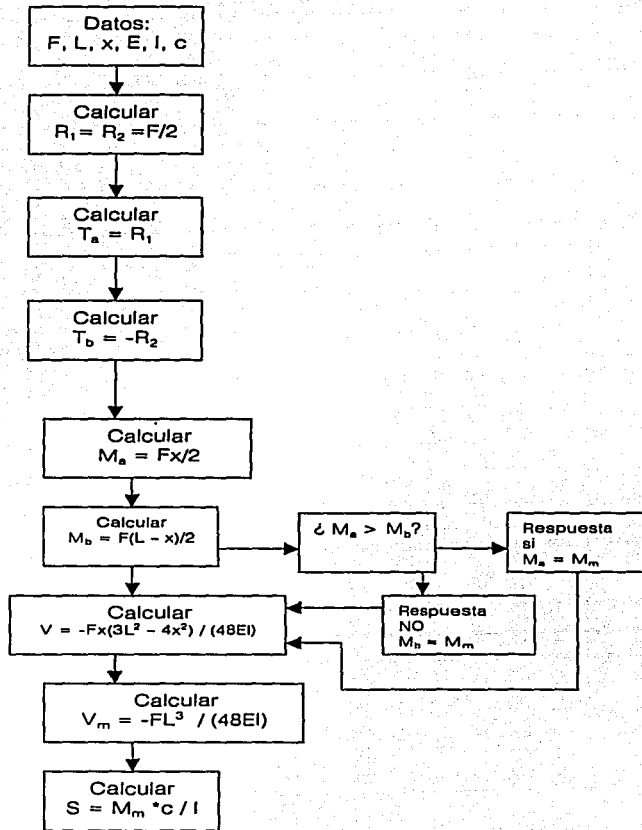 Datos:
F, L, x, E, I, c
Calcular
R₁ = R₂ =F/2
Calcular
Tₐ = R₁
Calcular
T_b = -R₂
Calcular
Mₐ = Fx/2
Calcular
M_b = F(L – x)/2
¿ Mₐ > M_b?
Respuesta
si
Mₐ = Mₘ
Respuesta
NO
M_b = Mₘ
Calcular
V = -Fx(3L² – 4x²) / (48EI)
Calcular
Vₘ = -FL³ / (48EI)
Calcular
S = Mₘ *c / I